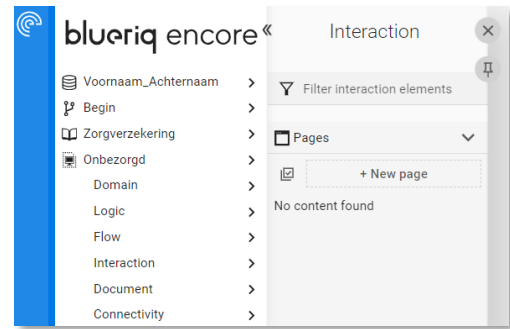 blueriq encore
Voornaam_Achternaam
Begin
Zorgverzekering
Onbezorgd
Domain
Logic
Flow
Interaction
Document
Connectivity
Interaction
Filter interaction elements
Pages
+ New page
No content found